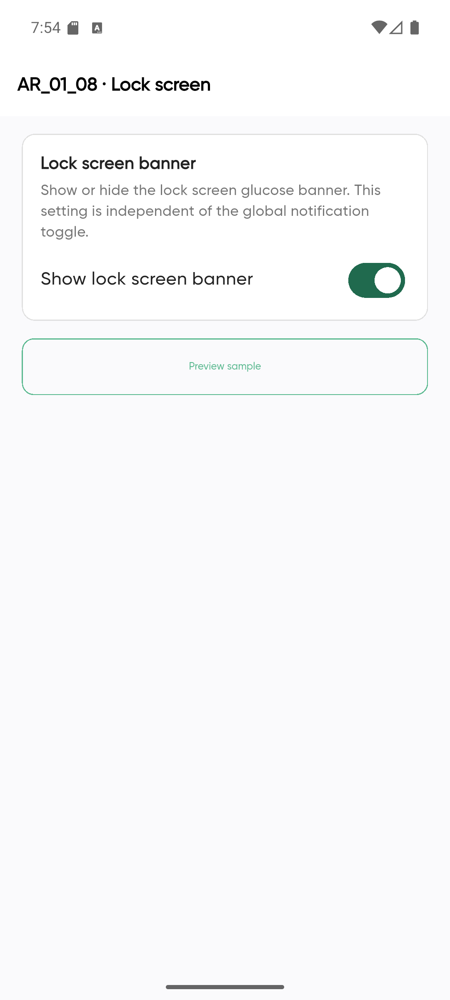 7:54
AR_01_08 · Lock screen
Lock screen banner
Show or hide the lock screen glucose banner. This
setting is independent of the global notification
toggle.
Show lock screen banner
Preview sample